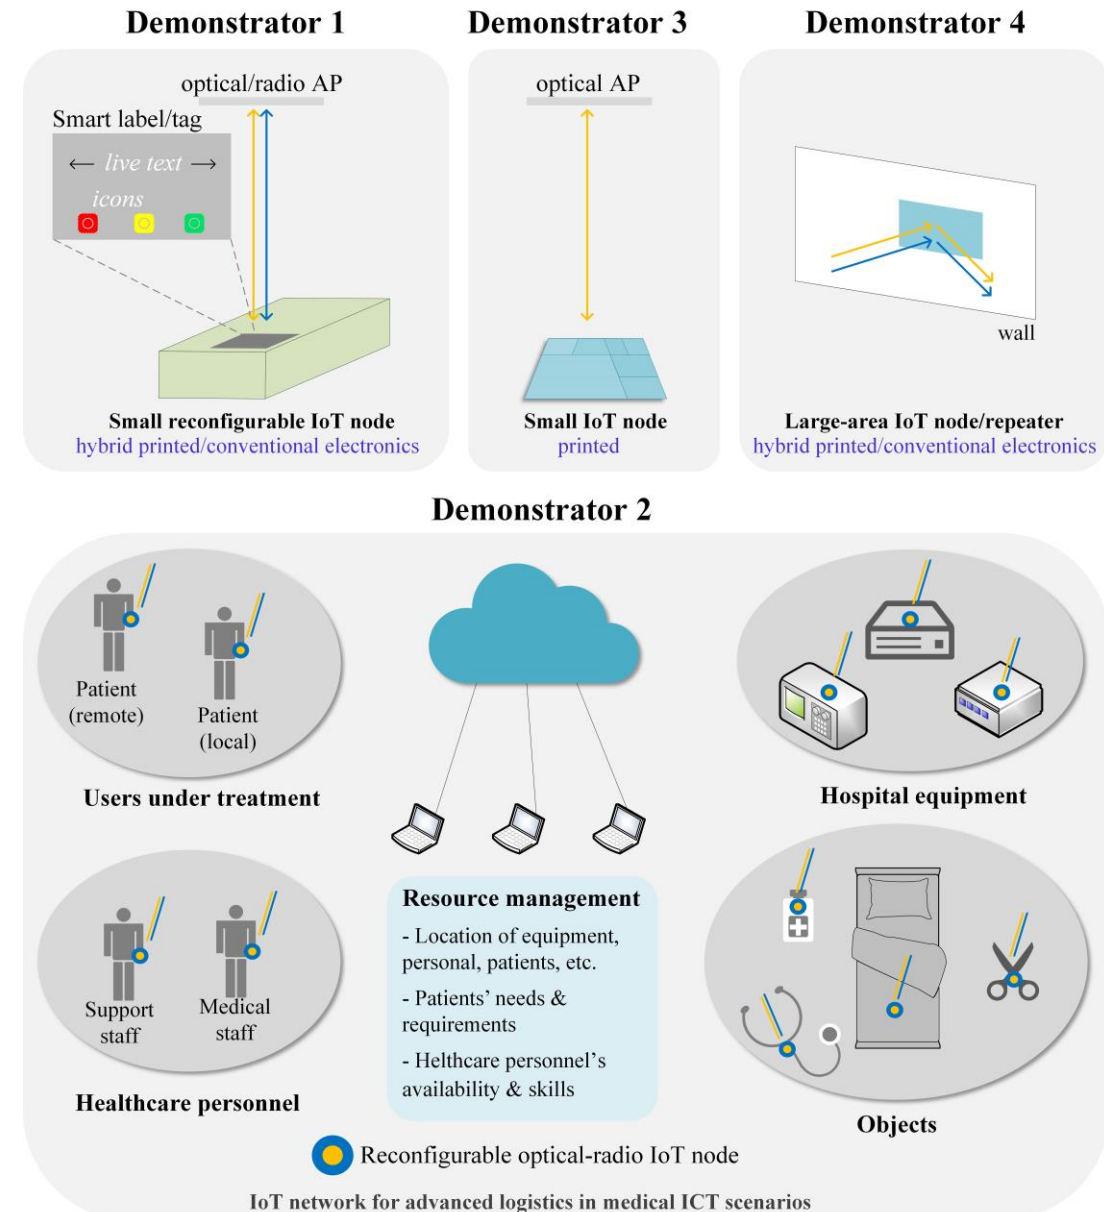 Demonstrator 1
optical/radio AP
Smart label/tag
← live text →
icons
Small reconfigurable IoT node
hybrid printed/conventional electronics
Demonstrator 3
optical AP
Small IoT node
printed
Demonstrator 4
wall
Large-area IoT node/repeater
hybrid printed/conventional electronics
Demonstrator 2
Patient
(remote)
Patient
(local)
Users under treatment
Support
staff
Medical
staff
Healthcare personnel
Resource management
- Location of equipment,
personal, patients, etc.
- Patients' needs &
requirements
- Helthcare personnel's
availability & skills
Hospital equipment
Objects
Reconfigurable optical-radio IoT node
IoT network for advanced logistics in medical ICT scenarios